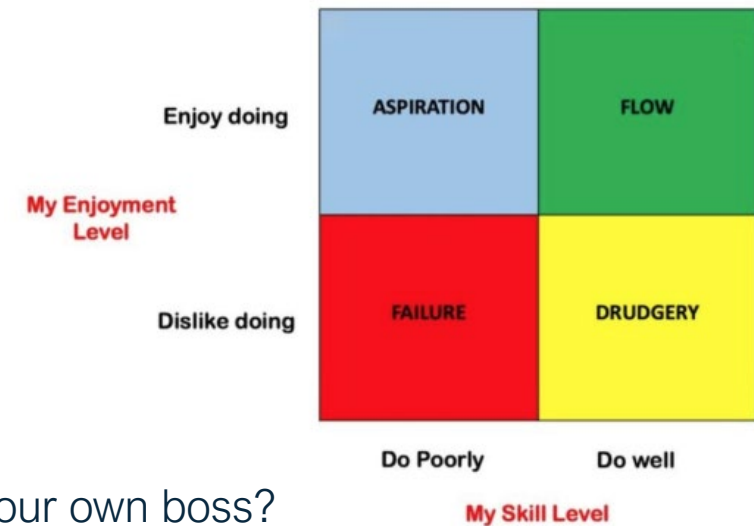 Enjoy doing
ASPIRATION
FLOW
My Enjoyment
Level
Dislike doing
FAILURE
DRUDGERY
Do Poorly
Do well
My Skill Level
our own boss?